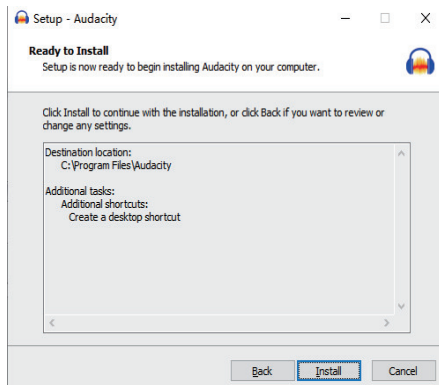 Setup - Audacity
Ready to Install
Setup is now ready to begin installing Audacity on your computer.
Click Install to continue with the installation, or click Back if you want to review or
change any settings.
Destination location:
C:\Program Files\Audacity
Additional tasks:
Additional shortcuts:
Create a desktop shortcut
Back Install Cancel